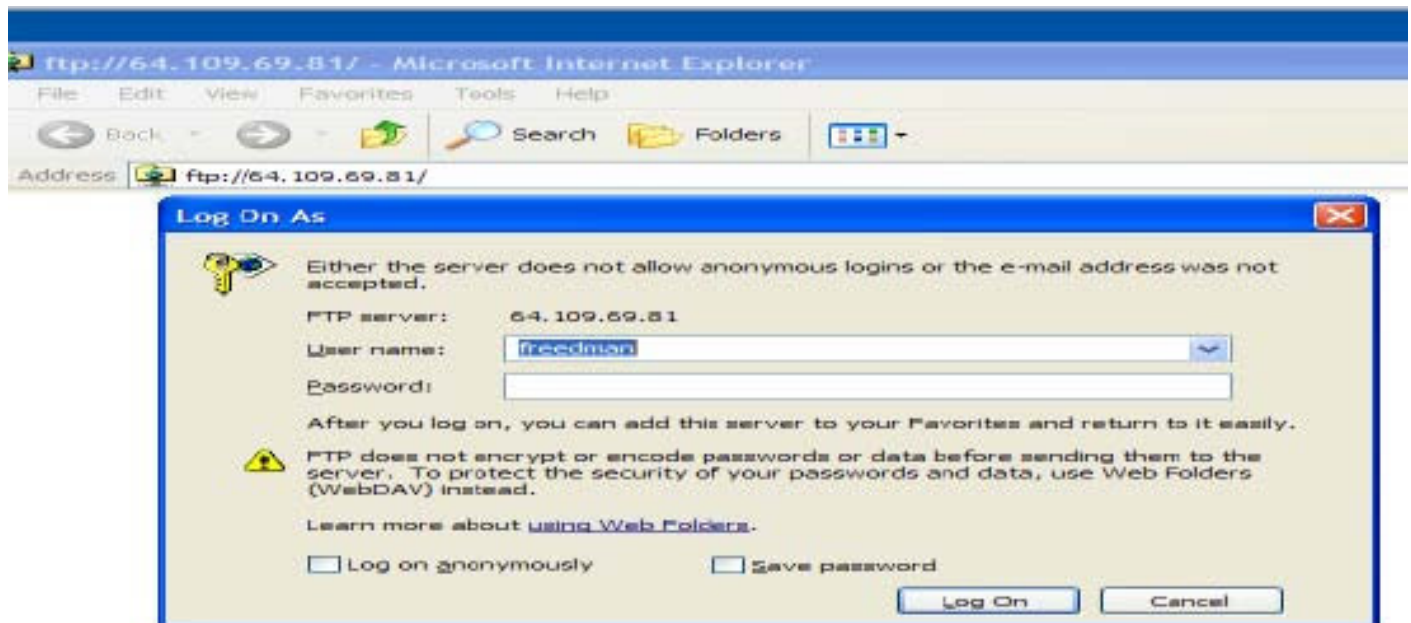 ftp://64.109.69.81/ - Microsoft Internet Explorer
File Edit View Favorites Tools Help
Back Search Folders
Address ftp://64.109.69.81/
Log On As
Either the server does not allow anonymous logins or the e-mail address was not
accepted.
FTP server: 64.109.69.81
User name: freedman
Password:
After you log on, you can add this server to your Favorites and return to it easily.
FTP does not encrypt or encode passwords or data before sending them to the
server. To protect the security of your passwords and data, use Web Folders
(WebDAV) instead.
Learn more about using Web Folders.
Log on anonymously Save password
Log On Cancel